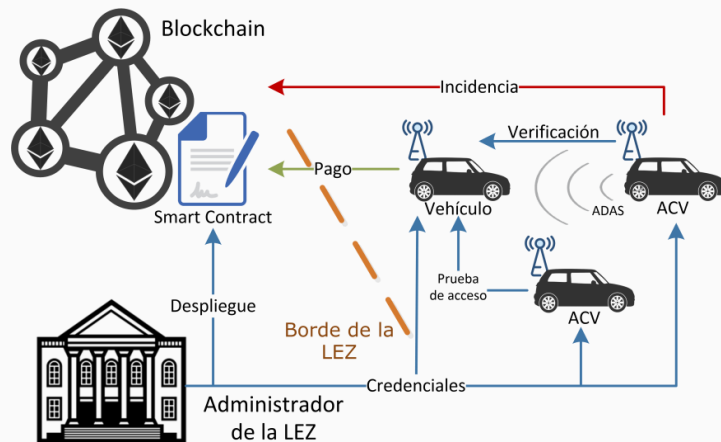 Blockchain
Incidencia
Verificación
Pago
Smart Contract
Vehículo
ADAS
ACV
Prueba
de acceso
Despliegue
ACV
Borde de la
LEZ
Credenciales
Administrador
de la LEZ